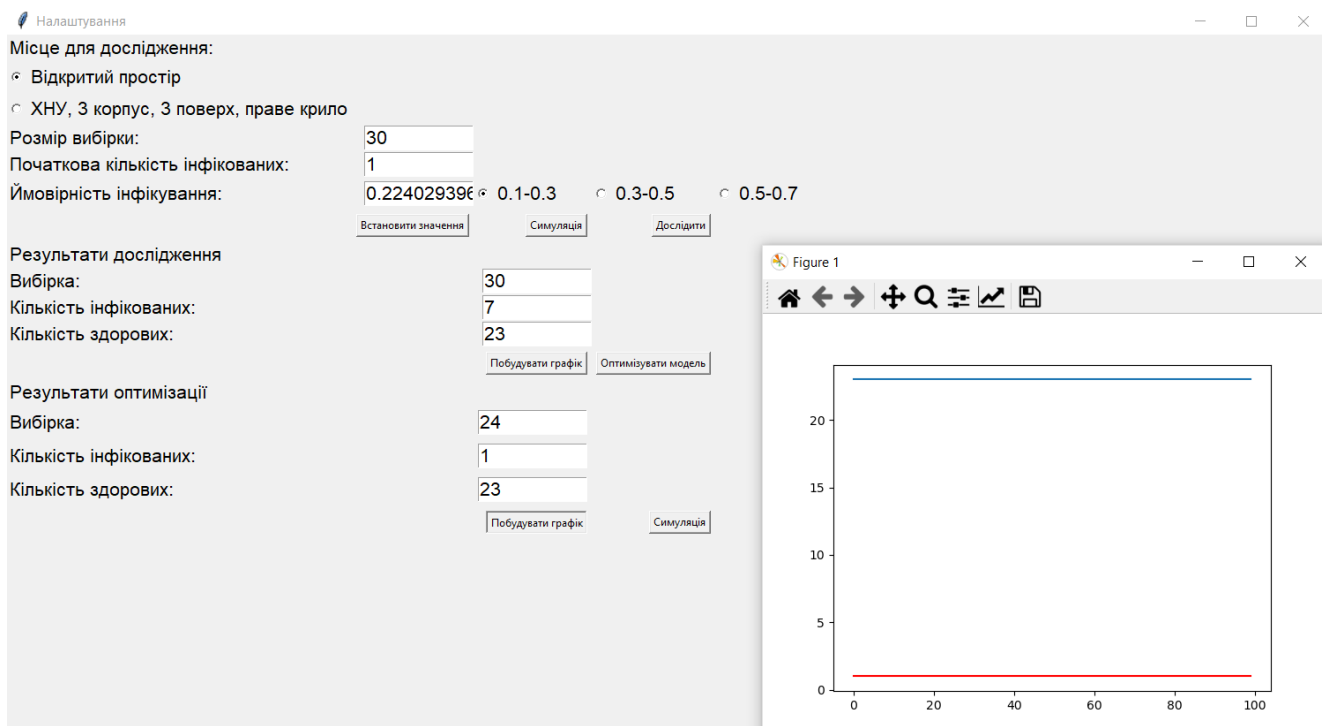 Налаштування
Місце для дослідження:
Відкритий простір
ХНУ, 3 корпус, 3 поверх, праве крило
Розмір вибірки: 30
Початкова кількість інфікованих: 1
Ймовірність інфікування: 0.224029396 0.1-0.3 0.3-0.5 0.5-0.7
Встановити значення Симуляція Дослідити
Результати дослідження
Вибірка: 30
Кількість інфікованих: 7
Кількість здорових: 23
Побудувати графік Оптимізувати модель
Результати оптимізації
Вибірка: 24
Кількість інфікованих: 1
Кількість здорових: 23
Побудувати графік Симуляція
Figure 1
20
15
10
5
0
0 20 40 60 80 100